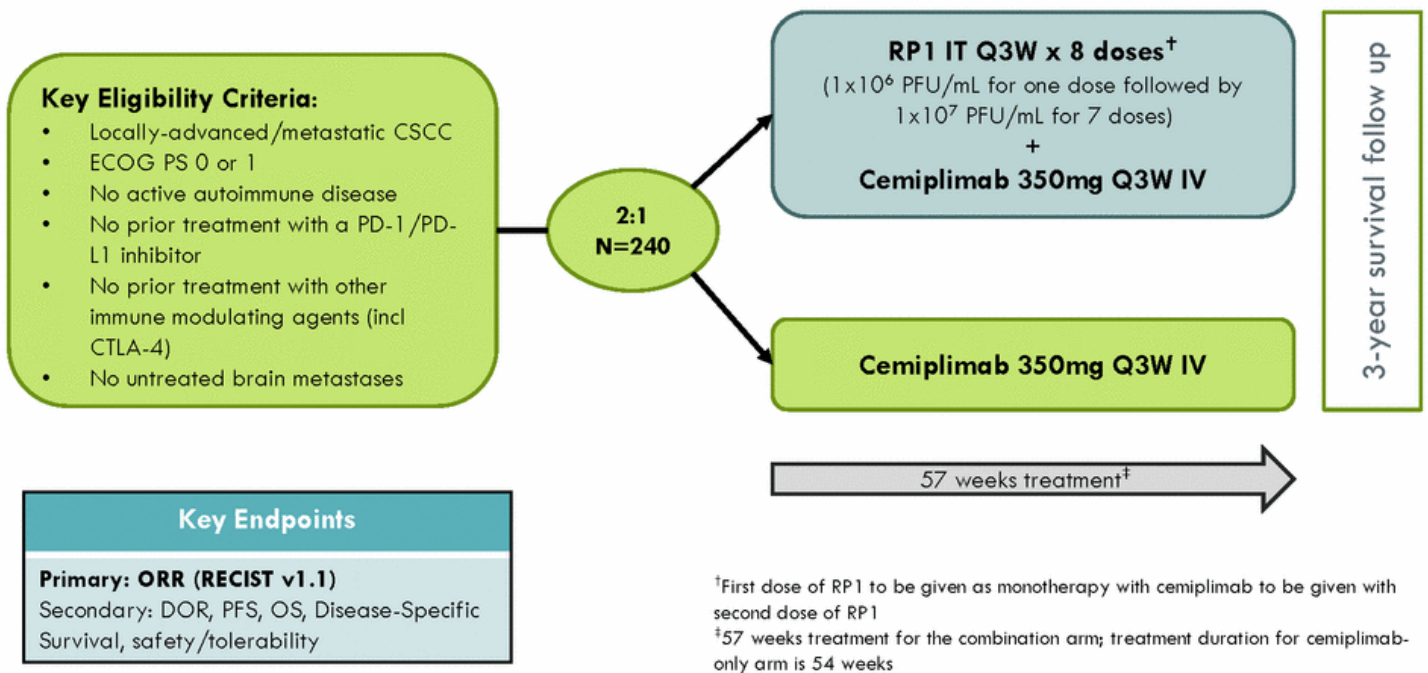 Key Eligibility Criteria:
• Locally-advanced/metastatic CSCC
• ECOG PS 0 or 1
• No active autoimmune disease
• No prior treatment with a PD-1/PD-
L1 inhibitor
• No prior treatment with other
immune modulating agents (incl
CTLA-4)
• No untreated brain metastases
2:1
N=240
RP1 IT Q3W x 8 doses†
(1x10⁶ PFU/mL for one dose followed by
1x10⁷ PFU/mL for 7 doses)
+
Cemiplimab 350mg Q3W IV
Cemiplimab 350mg Q3W IV
3-year survival follow up
57 weeks treatment‡
Key Endpoints
Primary: ORR (RECIST v1.1)
Secondary: DOR, PFS, OS, Disease-Specific
Survival, safety/tolerability
†First dose of RP1 to be given as monotherapy with cemiplimab to be given with
second dose of RP1
‡57 weeks treatment for the combination arm; treatment duration for cemiplimab-
only arm is 54 weeks